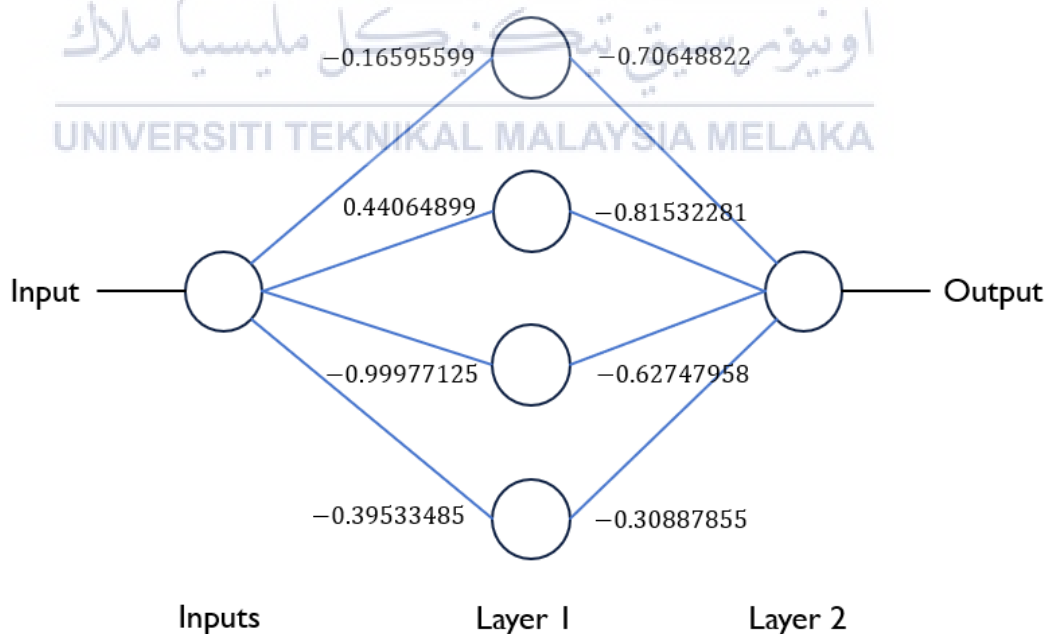 اونيۏرسيتي تيكنيكل مليسيا ملاك
−0.16595599 −0.70648822
UNIVERSITI TEKNIKAL MALAYSIA MELAKA
0.44064899 −0.81532281
Input Output
−0.99977125 −0.62747958
−0.39533485 −0.30887855
Inputs Layer 1 Layer 2